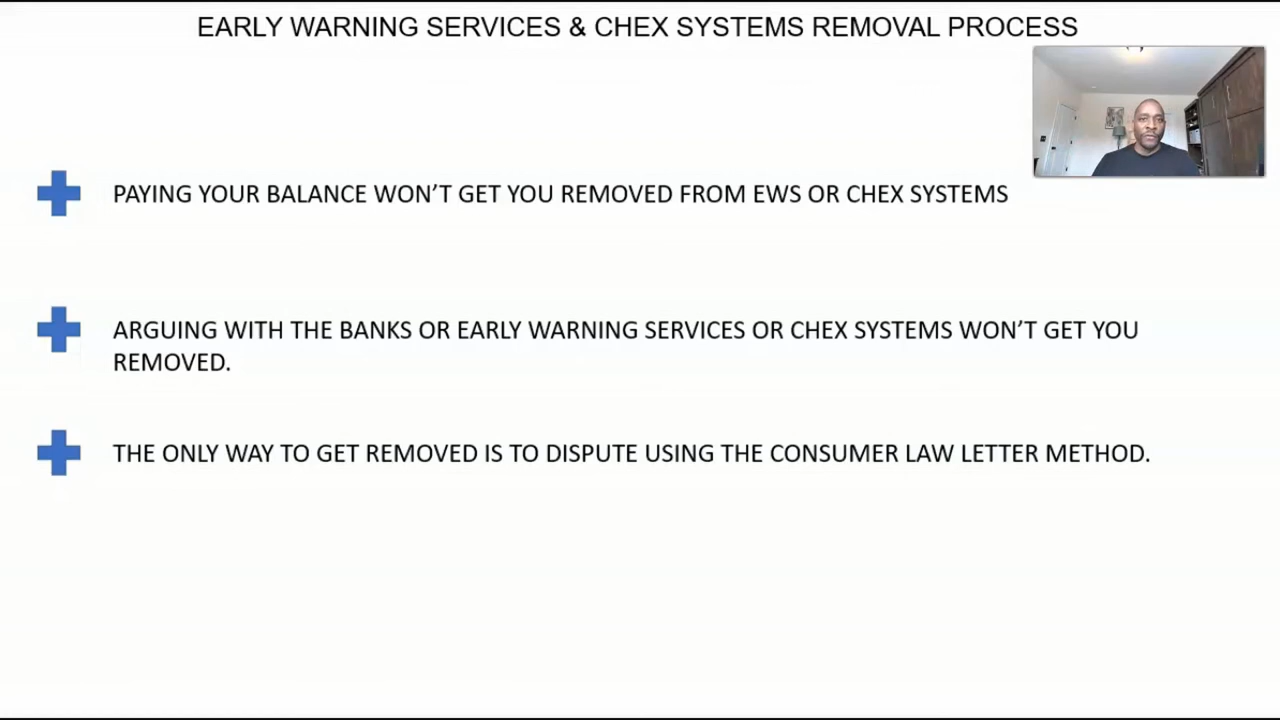 EARLY WARNING SERVICES & CHEX SYSTEMS REMOVAL PROCESS
PAYING YOUR BALANCE WON’T GET YOU REMOVED FROM EWS OR CHEX SYSTEMS
ARGUING WITH THE BANKS OR EARLY WARNING SERVICES OR CHEX SYSTEMS WON’T GET YOU
REMOVED.
THE ONLY WAY TO GET REMOVED IS TO DISPUTE USING THE CONSUMER LAW LETTER METHOD.